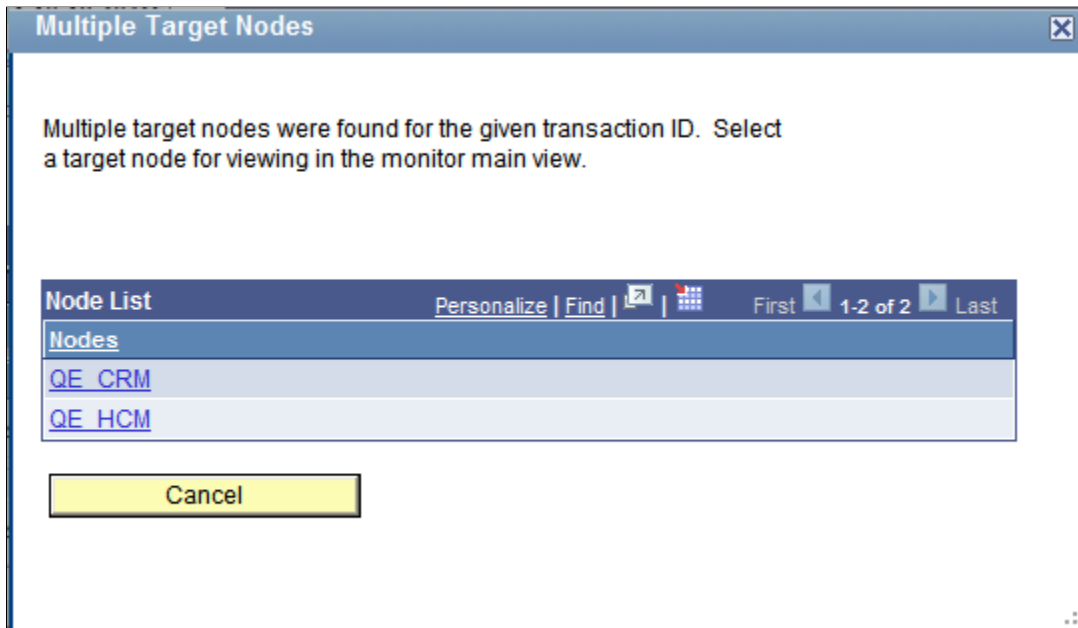 Multiple Target Nodes
Multiple target nodes were found for the given transaction ID.  Select
a target node for viewing in the monitor main view.
Node List Personalize | Find | | First 1-2 of 2 Last
Nodes
QE_CRM
QE_HCM
Cancel